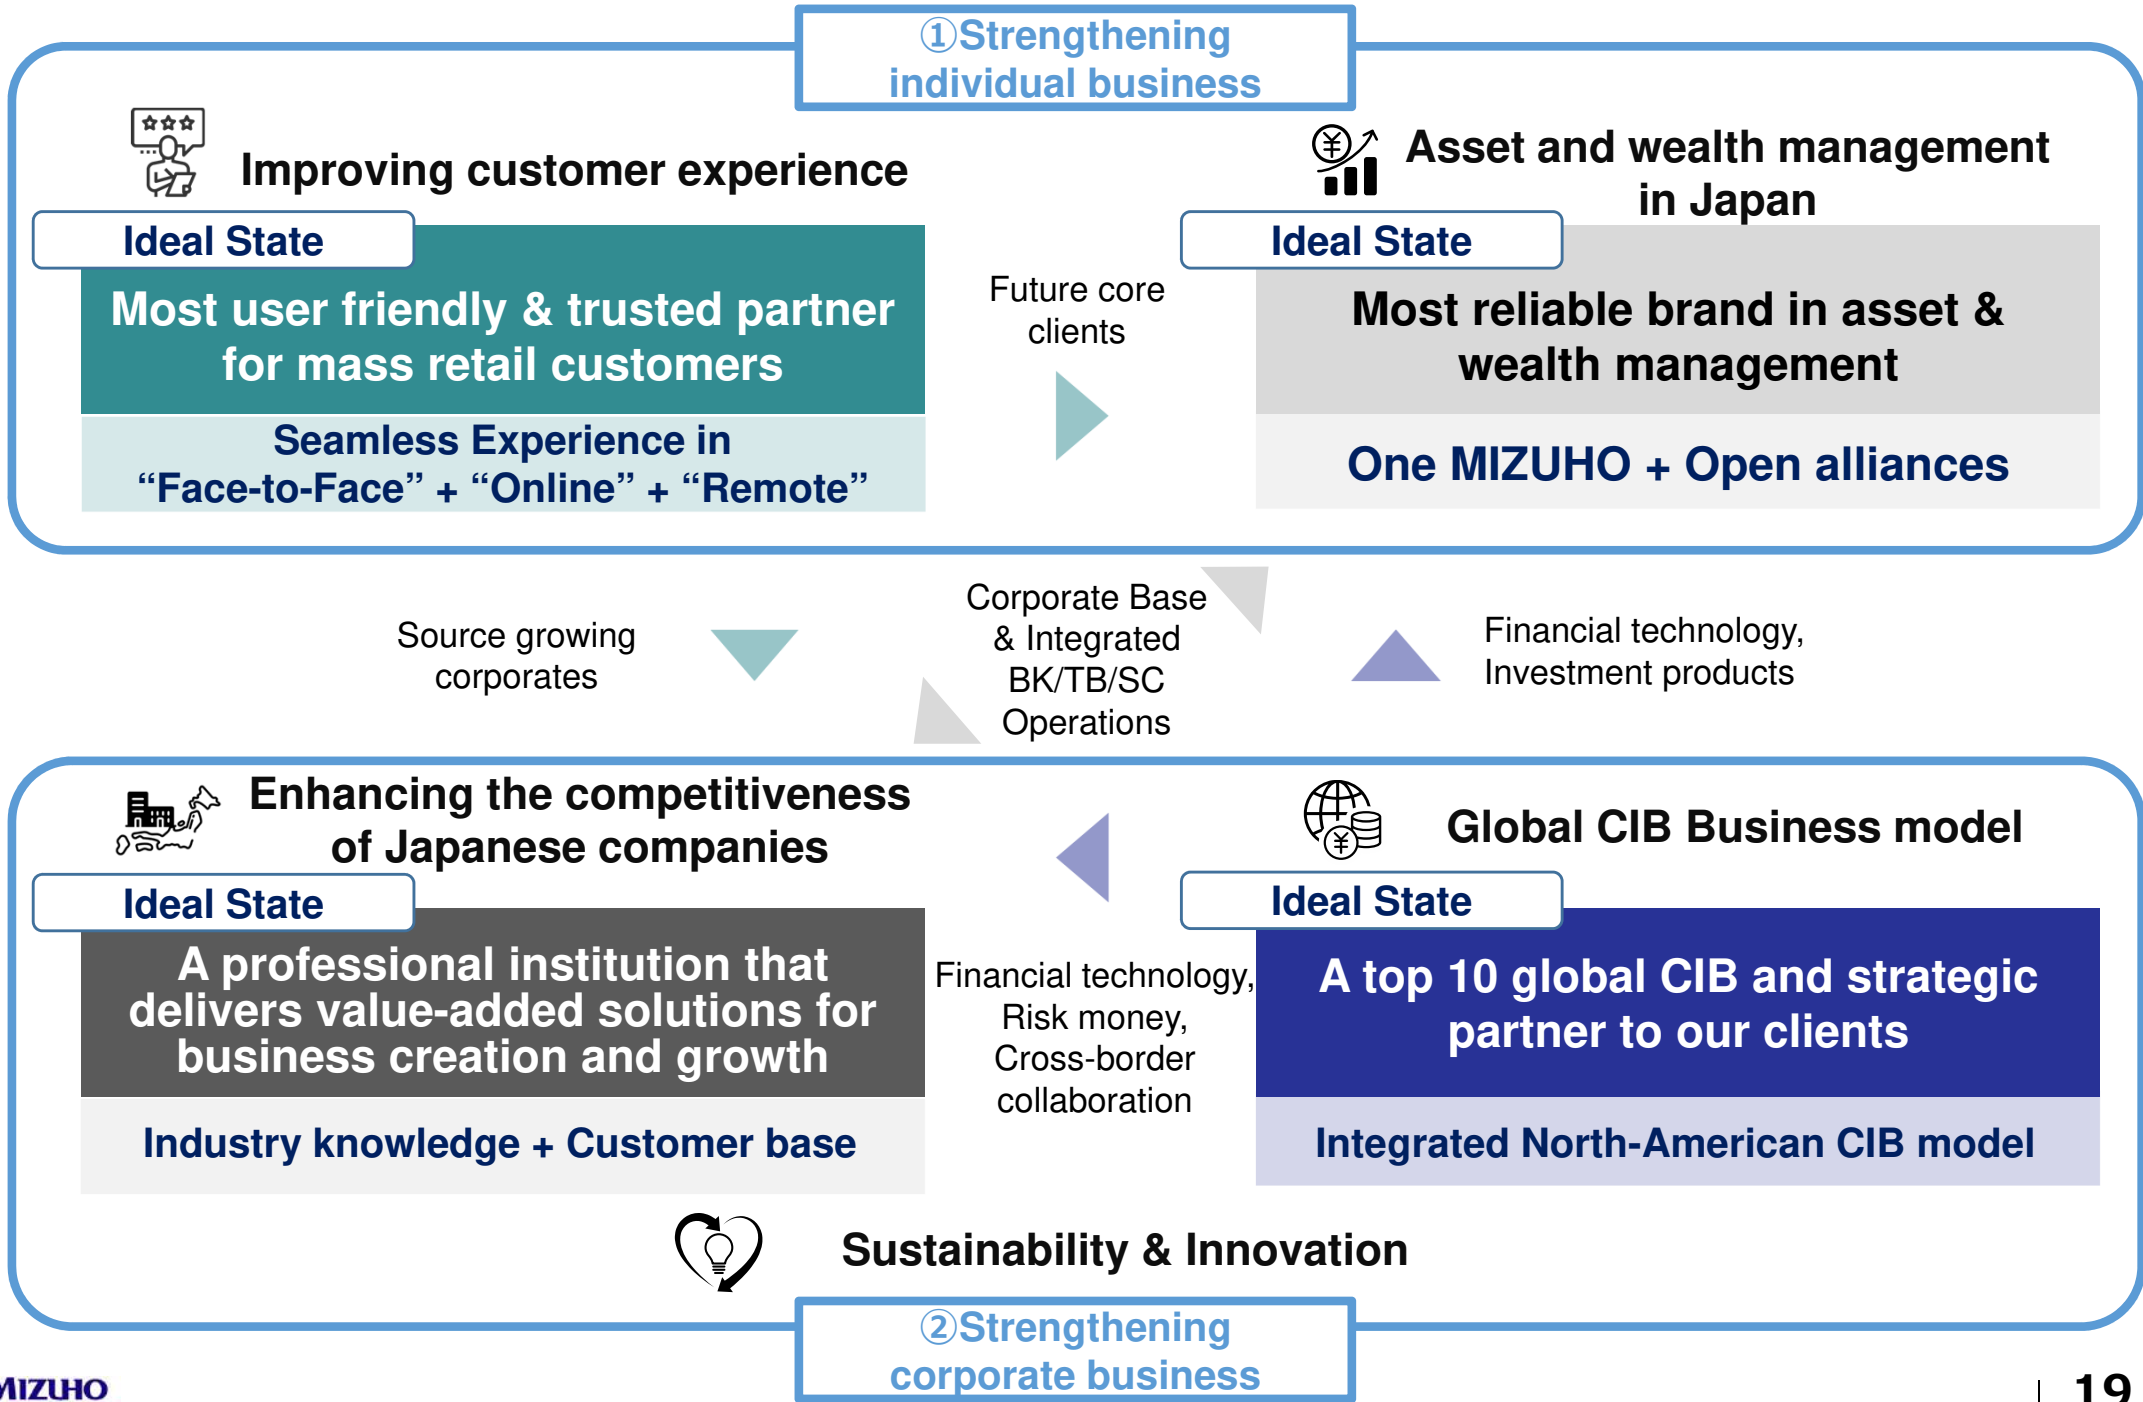 ①Strengthening
individual business
Improving customer experience
Ideal State
Most user friendly & trusted partner
for mass retail customers
Seamless Experience in
“Face-to-Face” + “Online” + “Remote”
Future core
clients
Asset and wealth management
in Japan
Ideal State
Most reliable brand in asset &
wealth management
One MIZUHO + Open alliances
Source growing
corporates
Corporate Base
& Integrated
BK/TB/SC
Operations
Financial technology,
Investment products
Enhancing the competitiveness
of Japanese companies
Ideal State
A professional institution that
delivers value-added solutions for
business creation and growth
Industry knowledge + Customer base
Financial technology,
Risk money,
Cross-border
collaboration
Global CIB Business model
Ideal State
A top 10 global CIB and strategic
partner to our clients
Integrated North-American CIB model
Sustainability & Innovation
②Strengthening
corporate business
MIZUHO
19